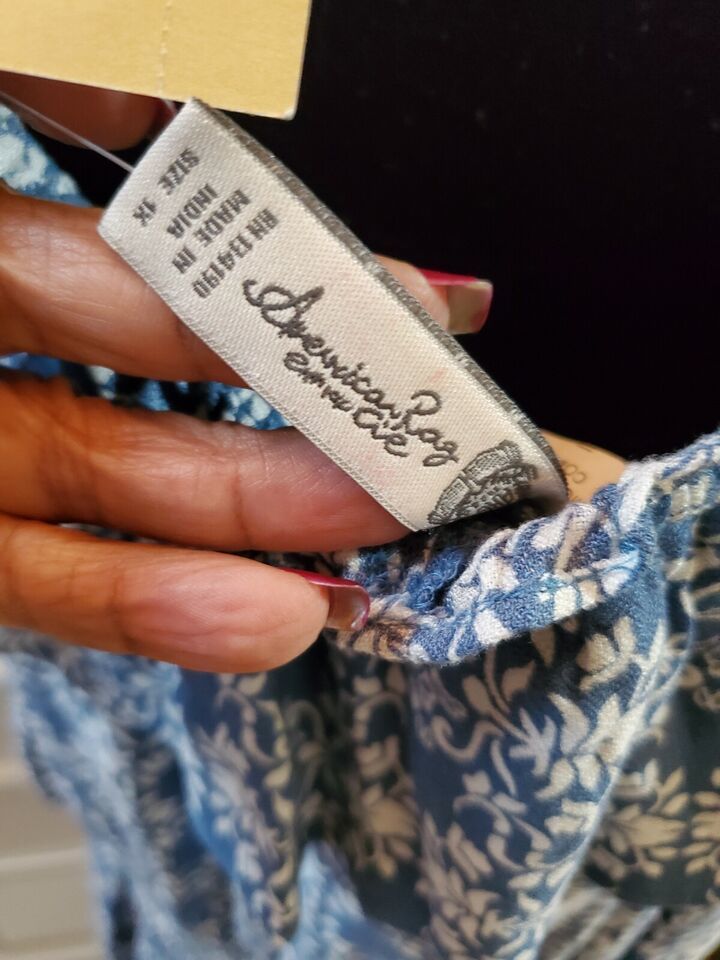 American Rag
Cie
RN 134190
MADE IN
INDIA
SIZE 1X